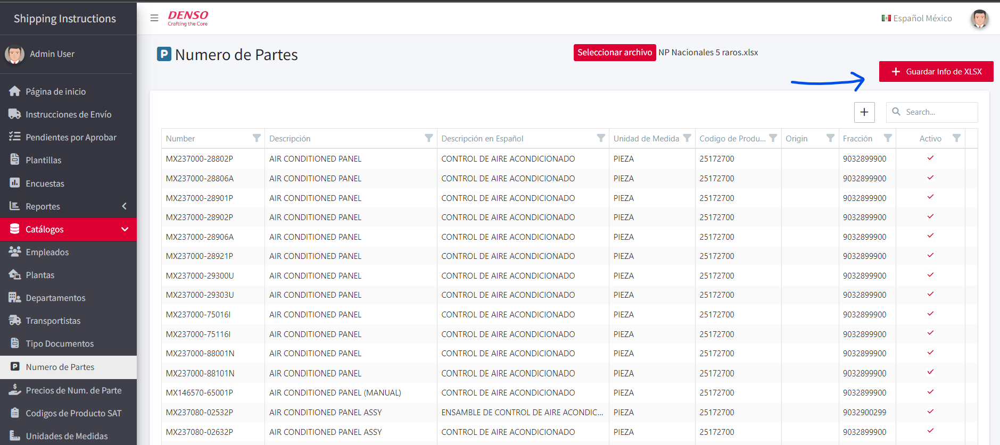 Shipping Instructions
DENSO
Crafting the Core
Español México
Admin User
Página de inicio
Instrucciones de Envío
Pendientes por Aprobar
Plantillas
Encuestas
Reportes
Catálogos
Empleados
Plantas
Departamentos
Transportistas
Tipo Documentos
Numero de Partes
Precios de Num. de Parte
Codigos de Producto SAT
Unidades de Medidas
P Numero de Partes
Seleccionar archivo NP Nacionales 5 raros.xlsx
+ Guardar Info de XLSX
+ Search...
Number Descripción Descripción en Español Unidad de Medida Codigo de Produ... Origin Fracción Activo
MX237000-28802P AIR CONDITIONED PANEL CONTROL DE AIRE ACONDICIONADO PIEZA 25172700 9032899900
MX237000-28806A AIR CONDITIONED PANEL CONTROL DE AIRE ACONDICIONADO PIEZA 25172700 9032899900
MX237000-28901P AIR CONDITIONED PANEL CONTROL DE AIRE ACONDICIONADO PIEZA 25172700 9032899900
MX237000-28902P AIR CONDITIONED PANEL CONTROL DE AIRE ACONDICIONADO PIEZA 25172700 9032899900
MX237000-28906A AIR CONDITIONED PANEL CONTROL DE AIRE ACONDICIONADO PIEZA 25172700 9032899900
MX237000-28921P AIR CONDITIONED PANEL CONTROL DE AIRE ACONDICIONADO PIEZA 25172700 9032899900
MX237000-29300U AIR CONDITIONED PANEL CONTROL DE AIRE ACONDICIONADO PIEZA 25172700 9032899900
MX237000-29303U AIR CONDITIONED PANEL CONTROL DE AIRE ACONDICIONADO PIEZA 25172700 9032899900
MX237000-75016I AIR CONDITIONED PANEL CONTROL DE AIRE ACONDICIONADO PIEZA 25172700 9032899900
MX237000-75116I AIR CONDITIONED PANEL CONTROL DE AIRE ACONDICIONADO PIEZA 25172700 9032899900
MX237000-88001N AIR CONDITIONED PANEL CONTROL DE AIRE ACONDICIONADO PIEZA 25172700 9032899900
MX237000-88101N AIR CONDITIONED PANEL CONTROL DE AIRE ACONDICIONADO PIEZA 25172700 9032899900
MX146570-65001P AIR CONDITIONED PANEL (MANUAL) CONTROL DE AIRE ACONDICIONADO PIEZA 25172700 9032899900
MX237080-02532P AIR CONDITIONED PANEL ASSY ENSAMBLE DE CONTROL DE AIRE ACONDIC... PIEZA 25172700 9032900299
MX237080-02632P AIR CONDITIONED PANEL ASSY CONTROL DE AIRE ACONDICIONADO PIEZA 25172700 9032899900